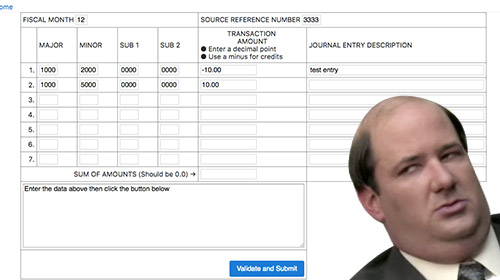 ome
FISCAL MONTH 12 SOURCE REFERENCE NUMBER 3333
MAJOR MINOR SUB 1 SUB 2 TRANSACTION AMOUNT ● Enter a decimal point ● Use a minus for credits JOURNAL ENTRY DESCRIPTION
1. 1000 2000 0000 0000 -10.00 test entry
2. 1000 5000 0000 0000 10.00
3.
4.
5.
6.
7.
SUM OF AMOUNTS (Should be 0.0) →
Enter the data above then click the button below
Validate and Submit